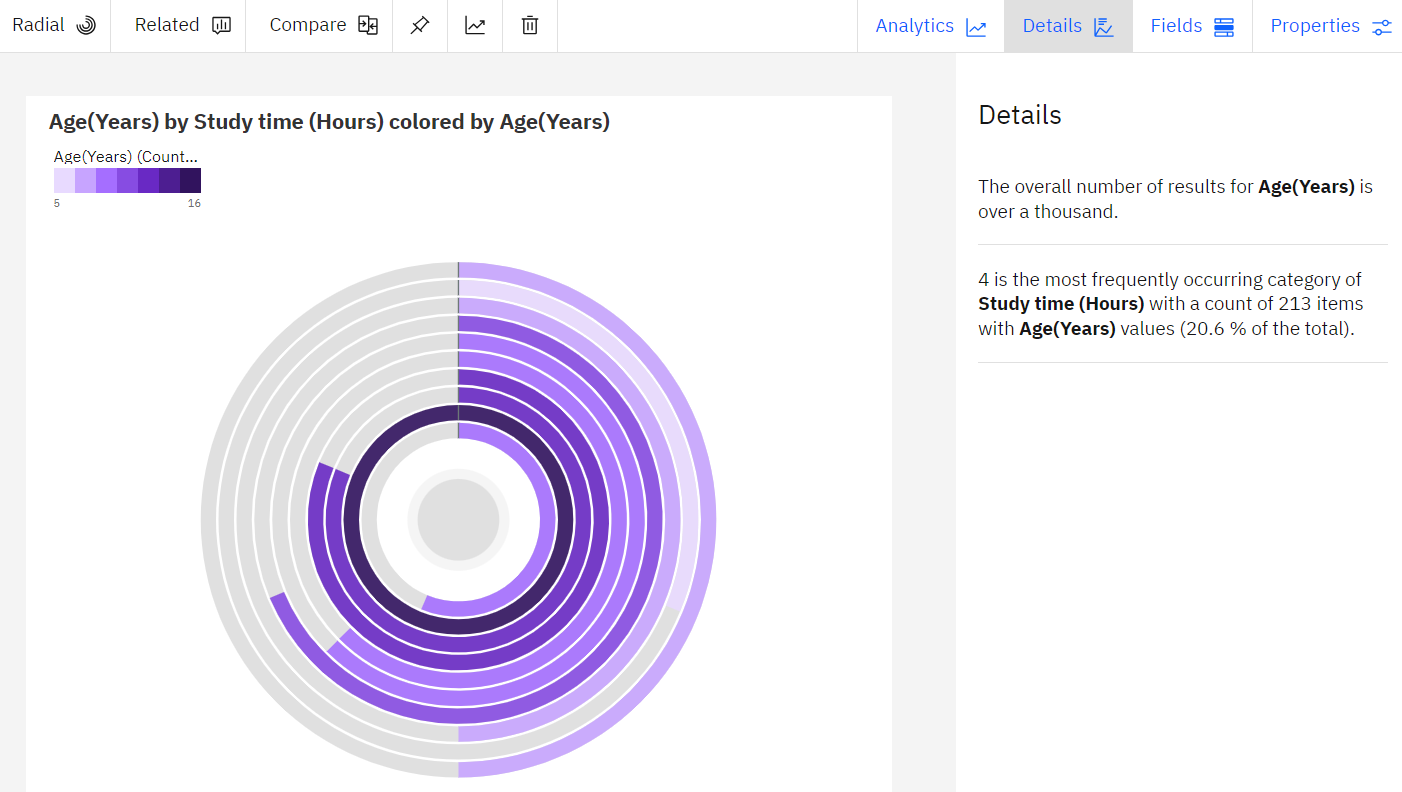 Radial Related Compare Analytics Details Fields Properties
Age(Years) by Study time (Hours) colored by Age(Years)
Age(Years) (Count...
5 16
Details
The overall number of results for Age(Years) is
over a thousand.
4 is the most frequently occurring category of
Study time (Hours) with a count of 213 items
with Age(Years) values (20.6 % of the total).